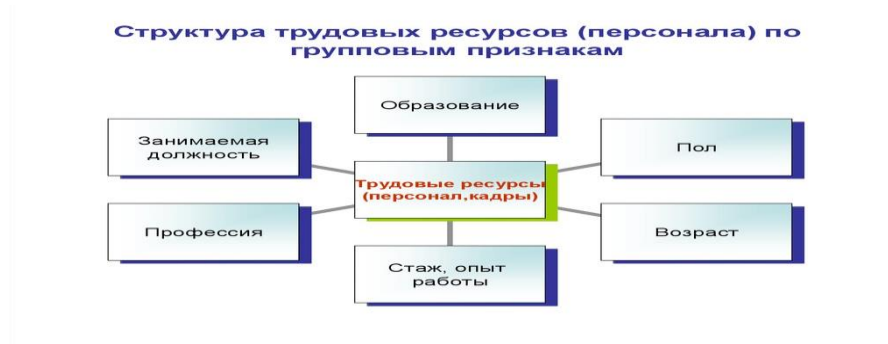 Структура трудовых ресурсов (персонала) по
групповым признакам
Образование
Занимаемая
должность
Пол
Трудовые ресурсы
(персонал,кадры)
Профессия
Возраст
Стаж, опыт
работы